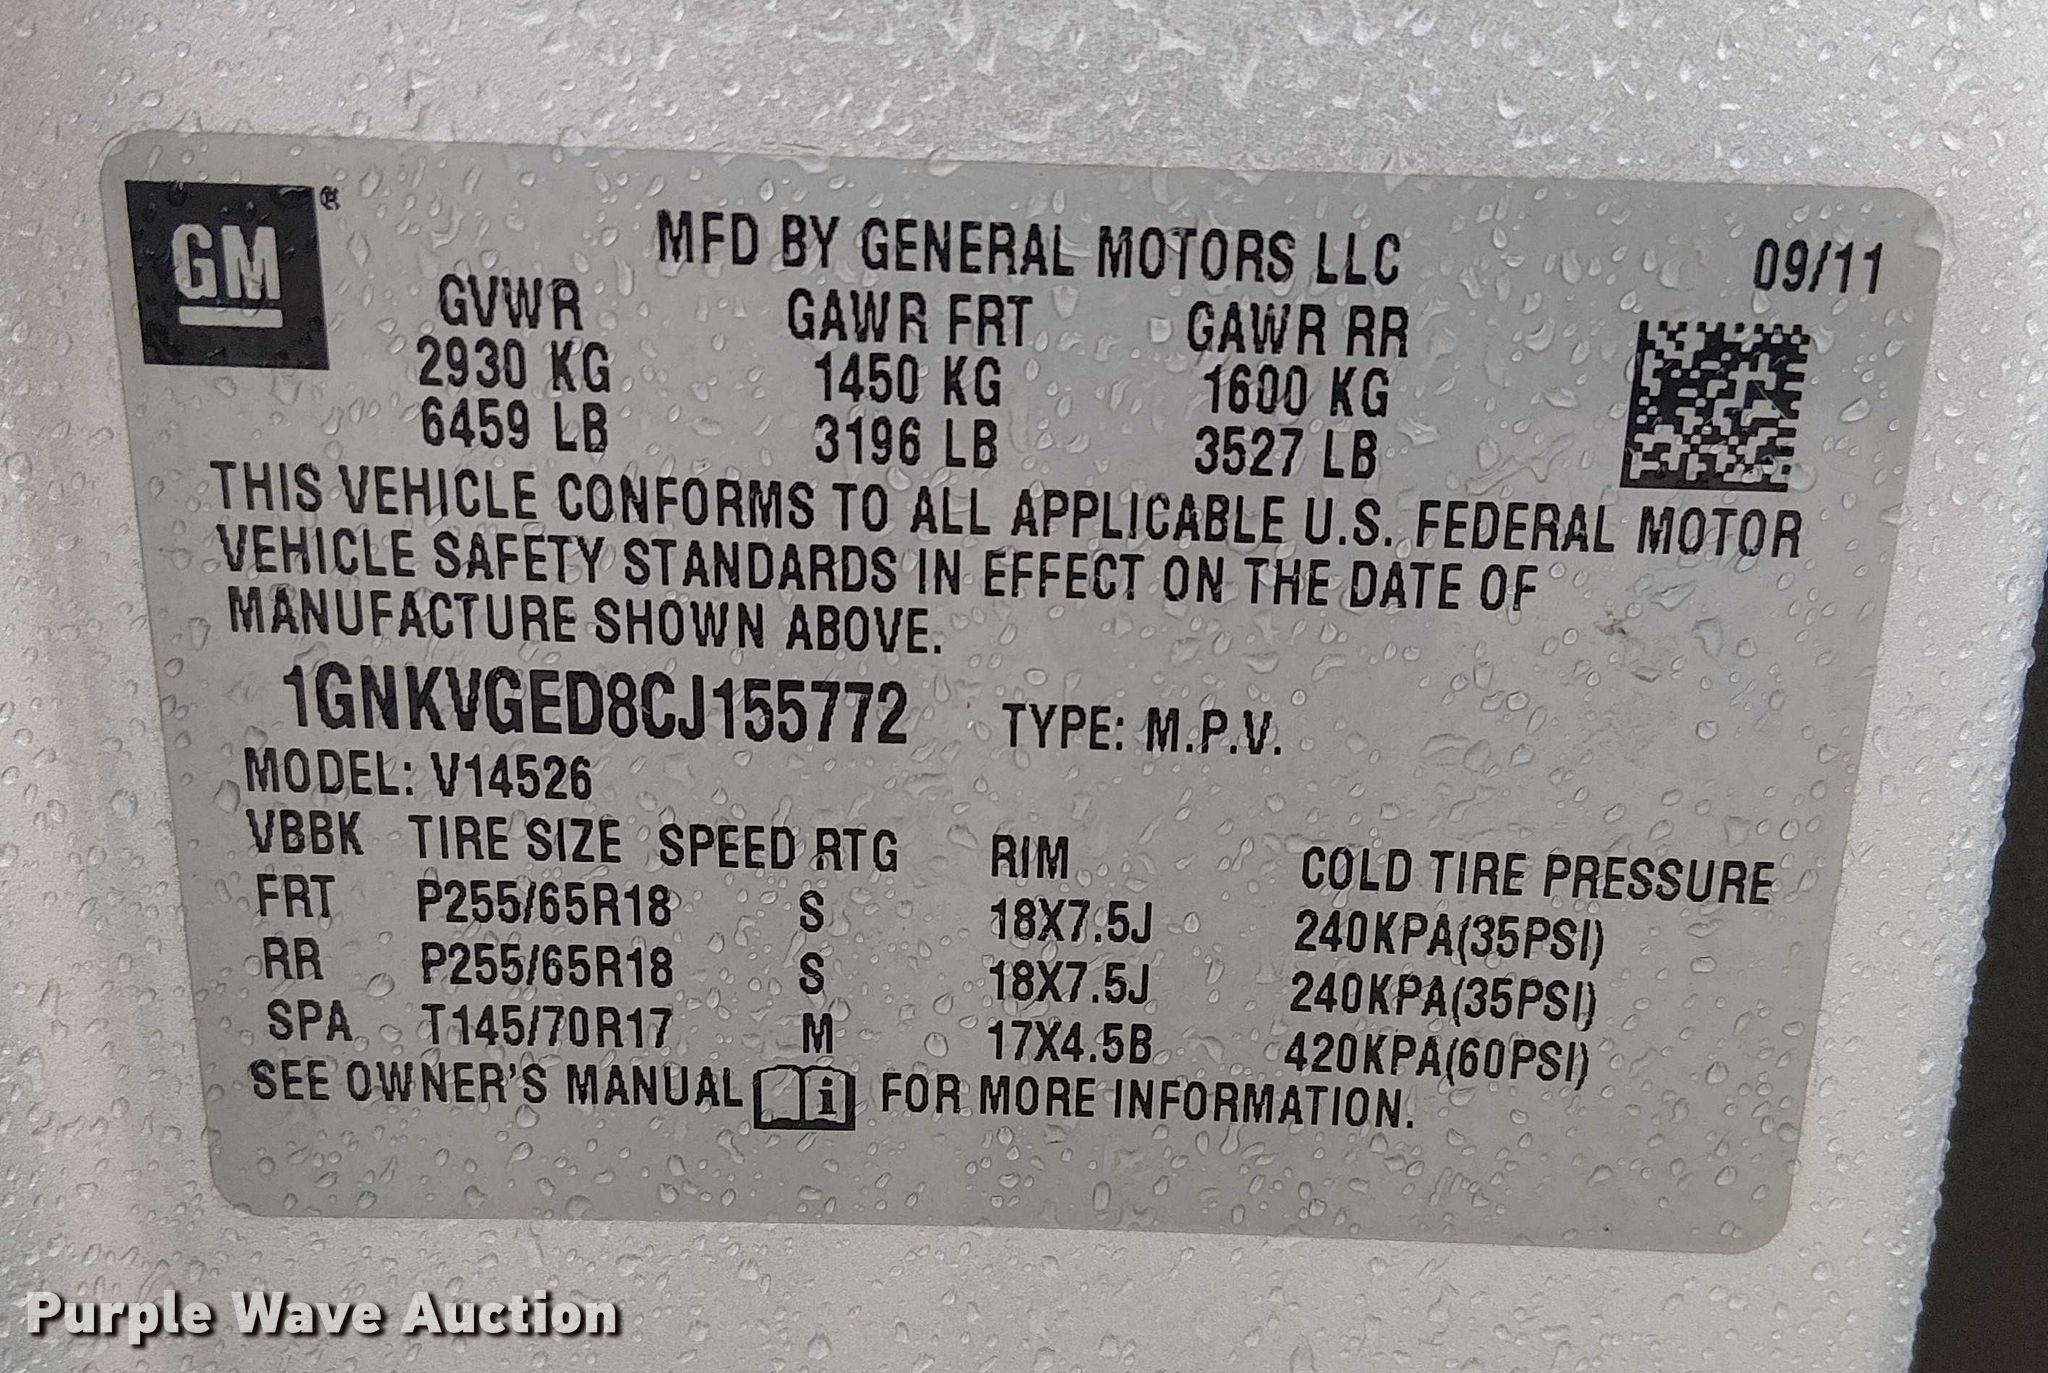 GM®
MFD BY GENERAL MOTORS LLC 09/11
GVWR GAWR FRT GAWR RR
2930 KG 1450 KG 1600 KG
6459 LB 3196 LB 3527 LB
THIS VEHICLE CONFORMS TO ALL APPLICABLE U.S. FEDERAL MOTOR
VEHICLE SAFETY STANDARDS IN EFFECT ON THE DATE OF
MANUFACTURE SHOWN ABOVE.
1GNKVGED8CJ155772 TYPE: M.P.V.
MODEL: V14526
VBBK TIRE SIZE SPEED RTG RIM COLD TIRE PRESSURE
FRT P255/65R18 S 18X7.5J 240KPA(35PSI)
RR P255/65R18 S 18X7.5J 240KPA(35PSI)
SPA T145/70R17 M 17X4.5B 420KPA(60PSI)
SEE OWNER'S MANUAL i FOR MORE INFORMATION.
Purple Wave Auction